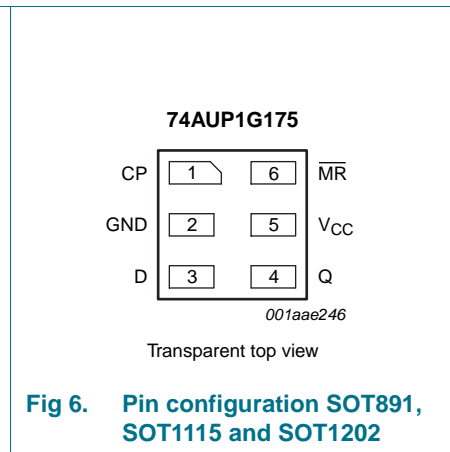 74AUP1G175
CP 1 6 M̅R̅
GND 2 5 VCC
D 3 4 Q
001aae246
Transparent top view
Fig 6. Pin configuration SOT891,
SOT1115 and SOT1202